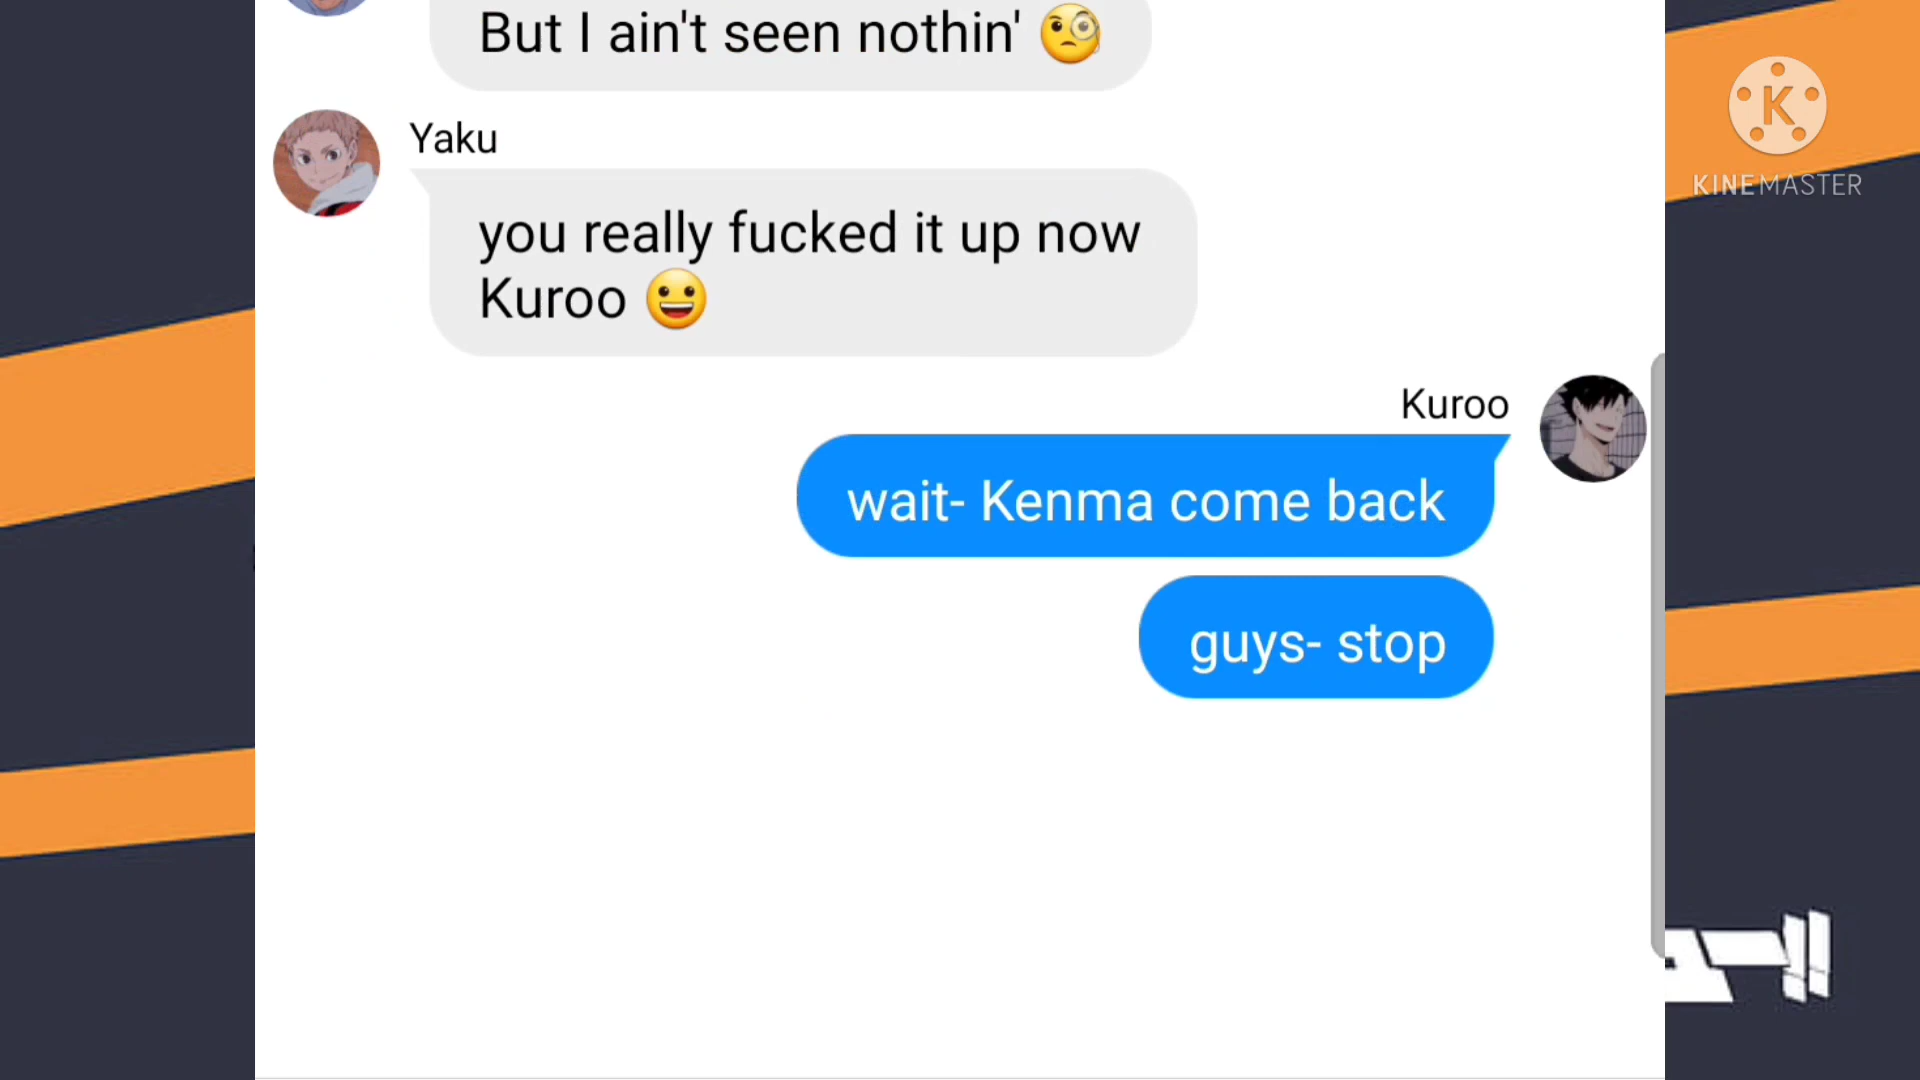 But I ain't seen nothin' 🧐
Yaku
you really fucked it up now
Kuroo 😀
Kuroo
wait- Kenma come back
guys- stop
K
KINEMASTER